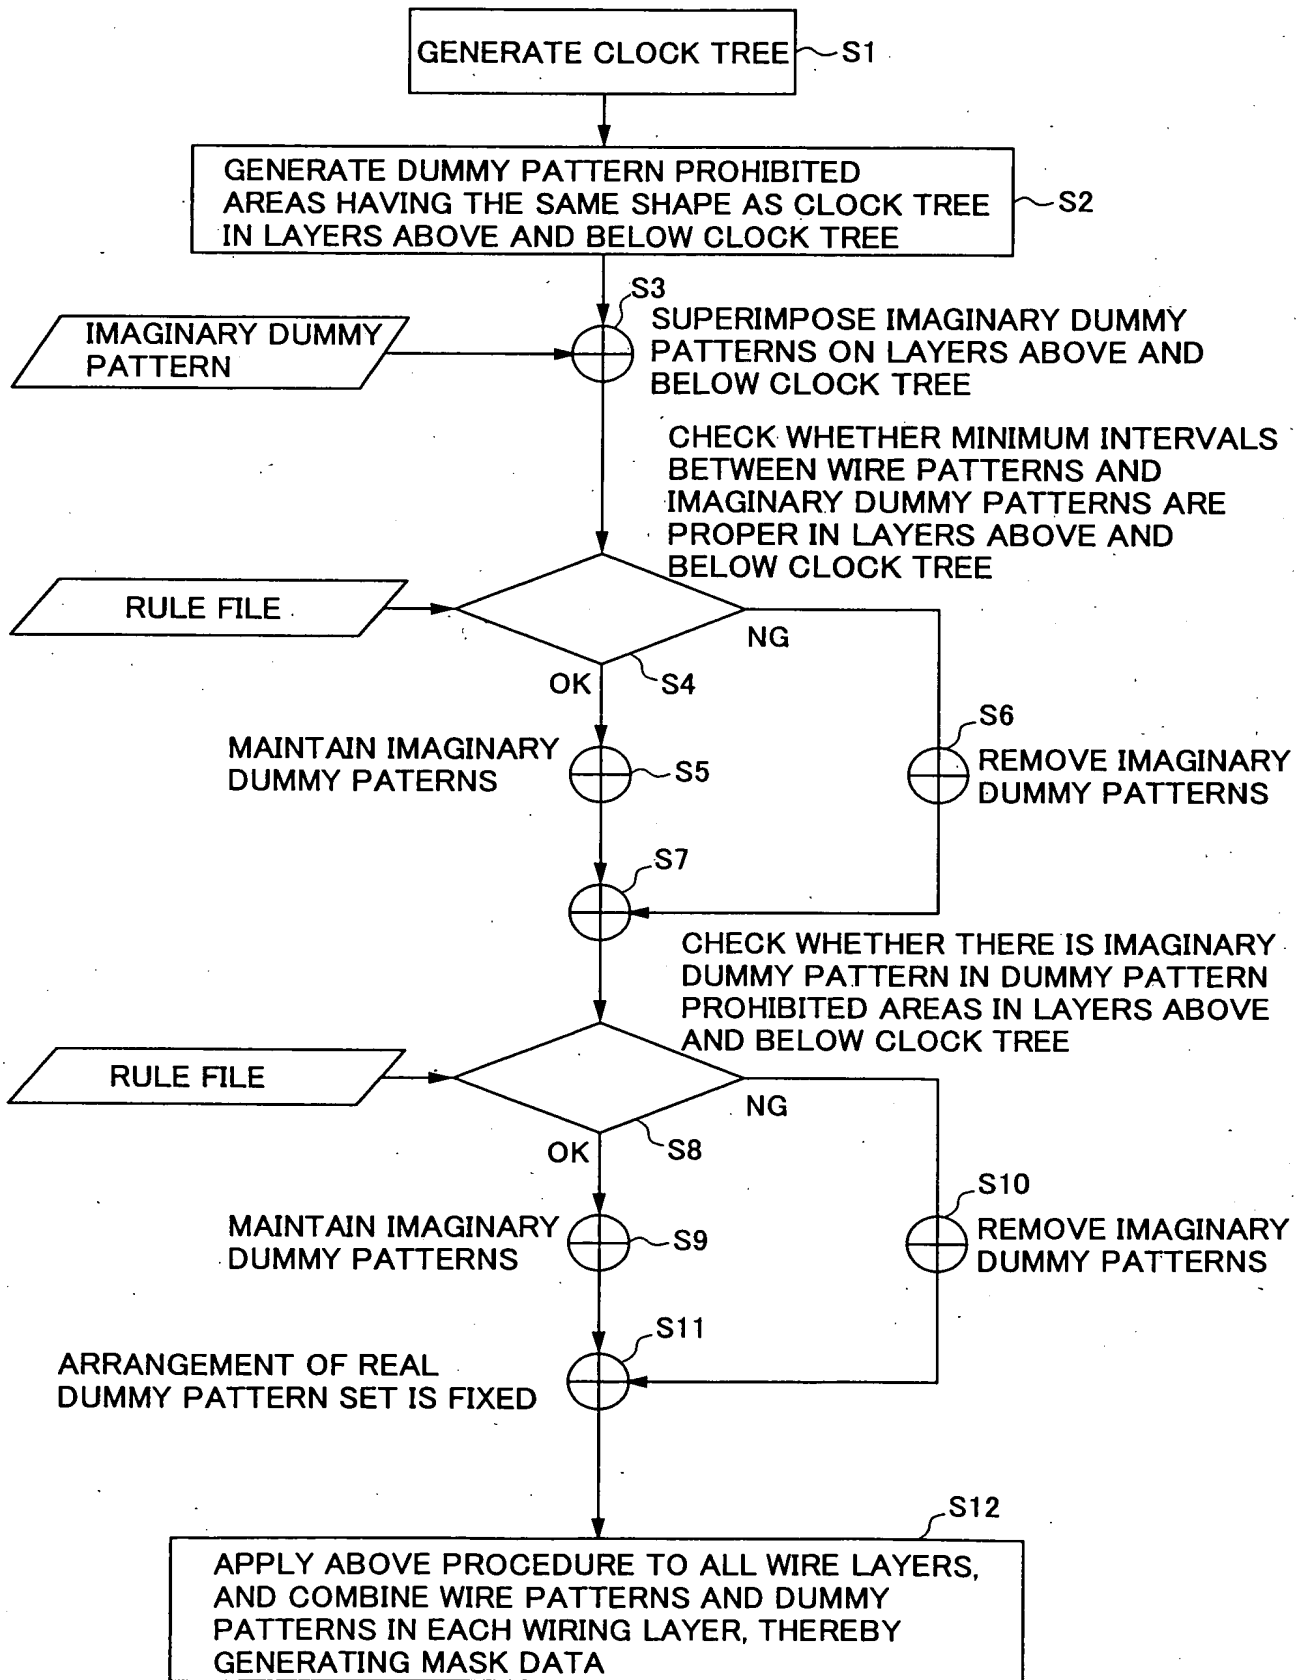 GENERATE CLOCK TREE
S1
GENERATE DUMMY PATTERN PROHIBITED
AREAS HAVING THE SAME SHAPE AS CLOCK TREE
IN LAYERS ABOVE AND BELOW CLOCK TREE
S2
S3
IMAGINARY DUMMY
PATTERN
SUPERIMPOSE IMAGINARY DUMMY
PATTERNS ON LAYERS ABOVE AND
BELOW CLOCK TREE
CHECK WHETHER MINIMUM INTERVALS
BETWEEN WIRE PATTERNS AND
IMAGINARY DUMMY PATTERNS ARE
PROPER IN LAYERS ABOVE AND
BELOW CLOCK TREE
RULE FILE
NG
OK
S4
MAINTAIN IMAGINARY
DUMMY PATERNS
S5
S6
REMOVE IMAGINARY
DUMMY PATTERNS
S7
CHECK WHETHER THERE IS IMAGINARY
DUMMY PATTERN IN DUMMY PATTERN
PROHIBITED AREAS IN LAYERS ABOVE
AND BELOW CLOCK TREE
RULE FILE
NG
OK
S8
MAINTAIN IMAGINARY
DUMMY PATTERNS
S9
S10
REMOVE IMAGINARY
DUMMY PATTERNS
S11
ARRANGEMENT OF REAL
DUMMY PATTERN SET IS FIXED
S12
APPLY ABOVE PROCEDURE TO ALL WIRE LAYERS,
AND COMBINE WIRE PATTERNS AND DUMMY
PATTERNS IN EACH WIRING LAYER, THEREBY
GENERATING MASK DATA